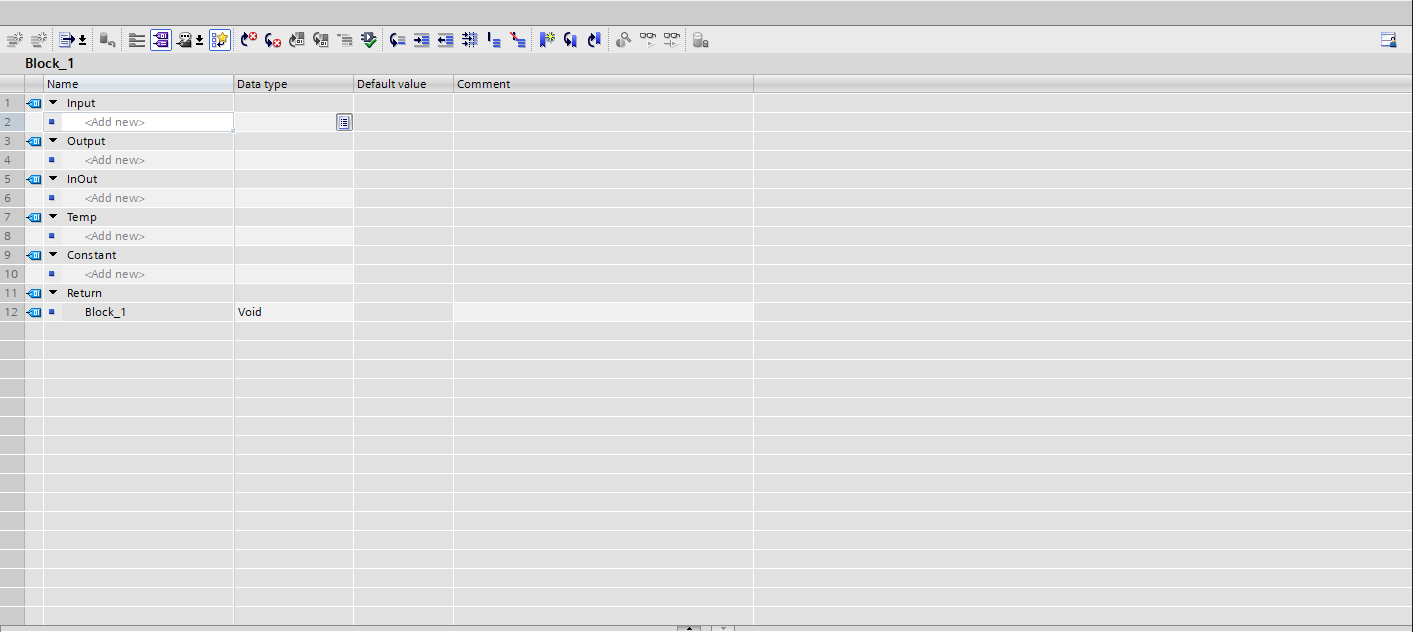 Block_1
Name Data type Default value Comment
1 Input
2 <Add new>
3 Output
4 <Add new>
5 InOut
6 <Add new>
7 Temp
8 <Add new>
9 Constant
10 <Add new>
11 Return
12 Block_1 Void